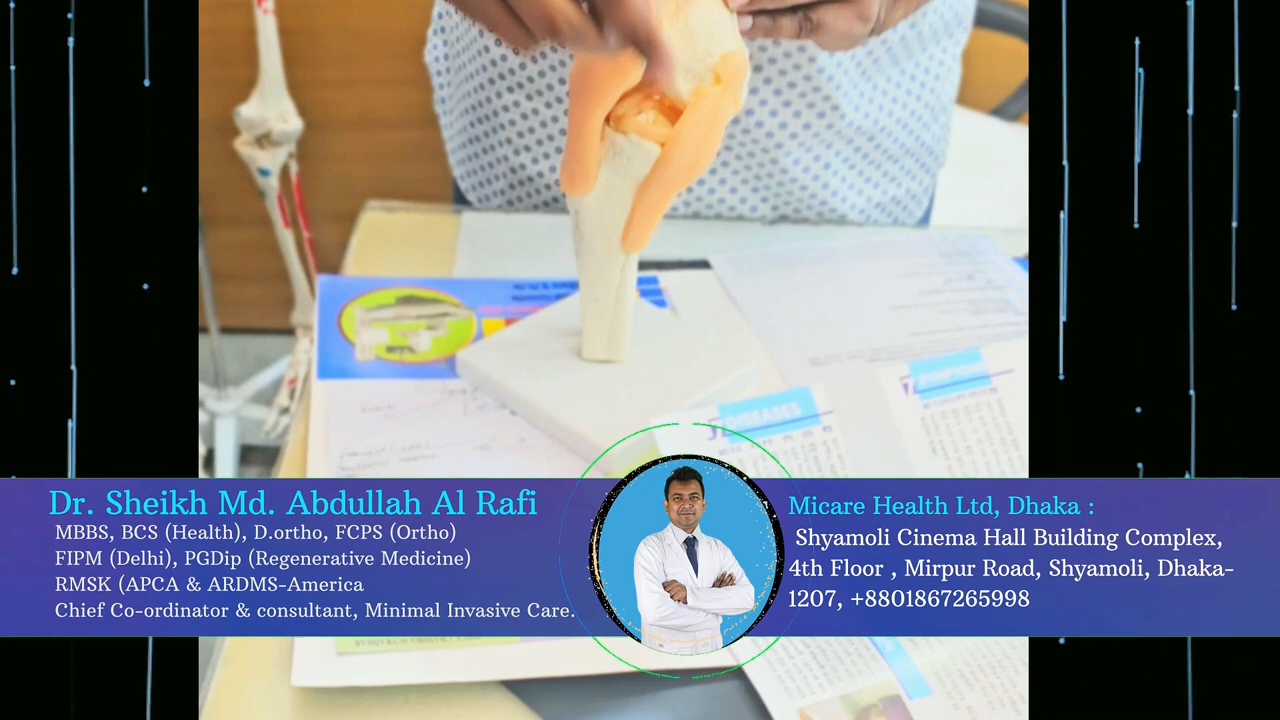 DISEASES
Dr. Sheikh Md. Abdullah Al Rafi
MBBS, BCS (Health), D.ortho, FCPS (Ortho)
FIPM (Delhi), PGDip (Regenerative Medicine)
RMSK (APCA & ARDMS-America
Chief Co-ordinator & consultant, Minimal Invasive Care.
Micare Health Ltd, Dhaka :
Shyamoli Cinema Hall Building Complex,
4th Floor , Mirpur Road, Shyamoli, Dhaka-
1207, +8801867265998